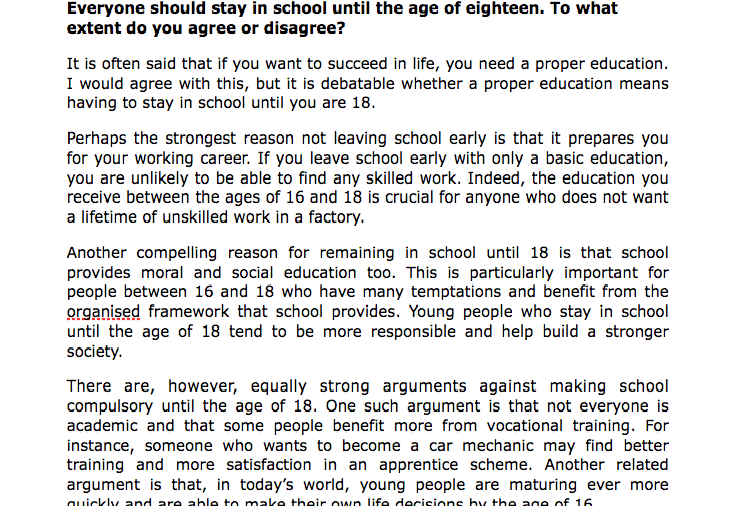 Everyone should stay in school until the age of eighteen. To what
extent do you agree or disagree?
It is often said that if you want to succeed in life, you need a proper education.
I would agree with this, but it is debatable whether a proper education means
having to stay in school until you are 18.
Perhaps the strongest reason not leaving school early is that it prepares you
for your working career. If you leave school early with only a basic education,
you are unlikely to be able to find any skilled work. Indeed, the education you
receive between the ages of 16 and 18 is crucial for anyone who does not want
a lifetime of unskilled work in a factory.
Another compelling reason for remaining in school until 18 is that school
provides moral and social education too. This is particularly important for
people between 16 and 18 who have many temptations and benefit from the
organised framework that school provides. Young people who stay in school
until the age of 18 tend to be more responsible and help build a stronger
society.
There are, however, equally strong arguments against making school
compulsory until the age of 18. One such argument is that not everyone is
academic and that some people benefit more from vocational training. For
instance, someone who wants to become a car mechanic may find better
training and more satisfaction in an apprentice scheme. Another related
argument is that, in today’s world, young people are maturing ever more
quickly and are able to make their own life decisions by the age of 16.